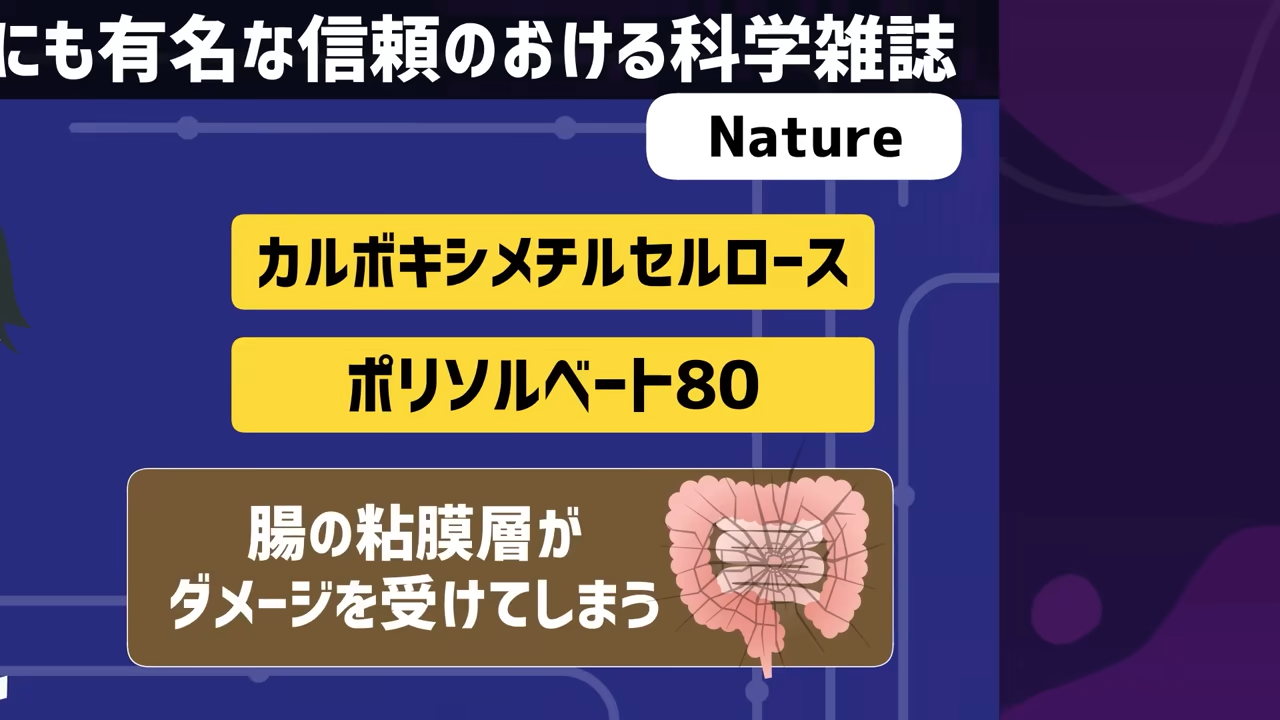 にも有名な信頼のおける科学雑誌
Nature
カルボキシメチルセルロース
ポリソルベート80
腸の粘膜層が
ダメージを受けてしまう